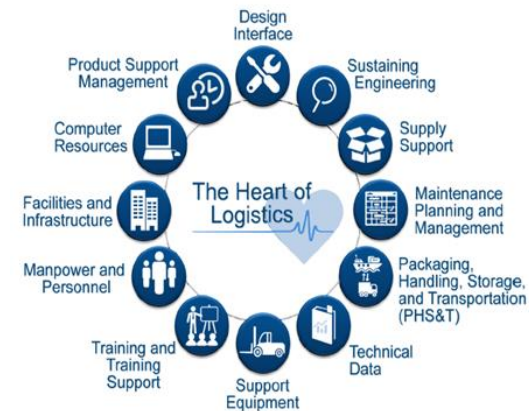 Design
Interface
Sustaining
Engineering
Supply
Support
Maintenance
Planning and
Management
Packaging,
Handling, Storage,
and Transportation
(PHS&T)
Technical
Data
Support
Equipment
Training and
Training
Support
Manpower and
Personnel
Facilities and
Infrastructure
Computer
Resources
Product Support
Management
The Heart of
Logistics